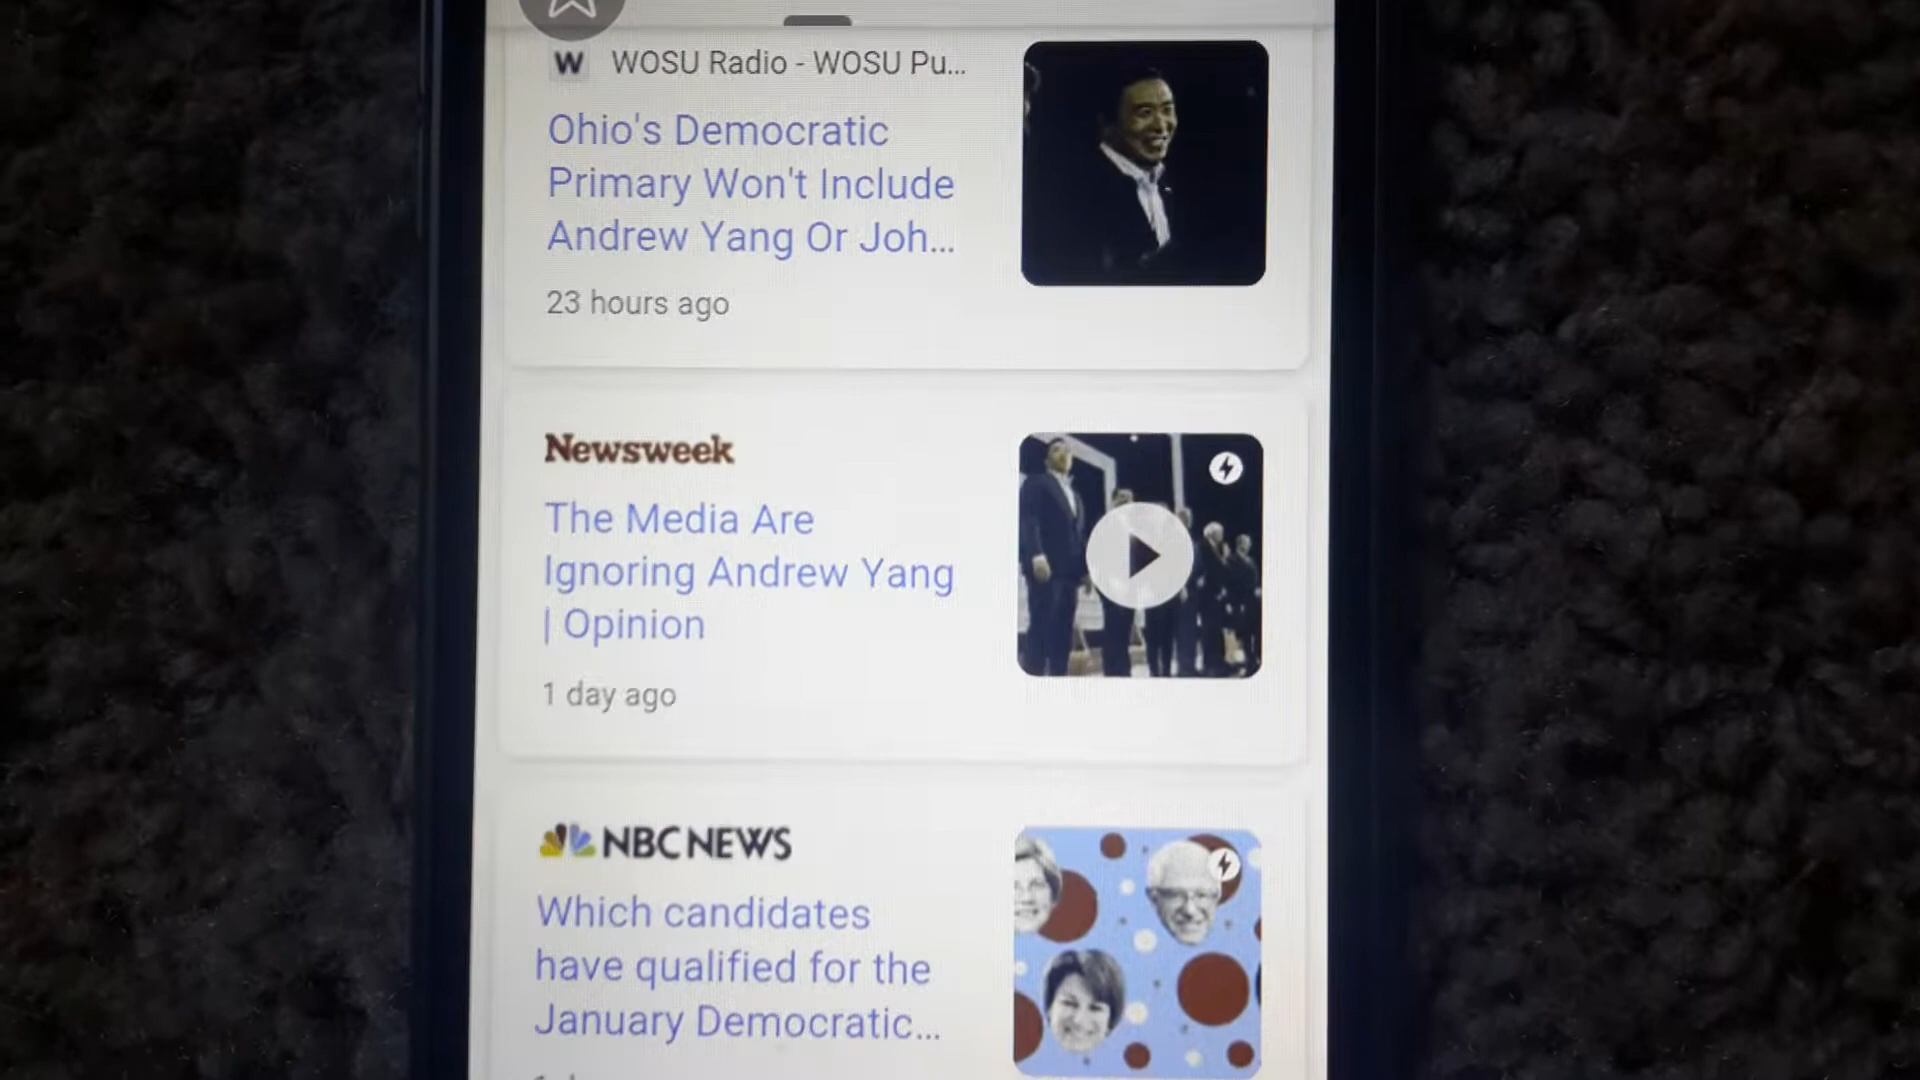 W WOSU Radio - WOSU Pu...
Ohio's Democratic
Primary Won't Include
Andrew Yang Or Joh...
23 hours ago
Newsweek
The Media Are
Ignoring Andrew Yang
| Opinion
1 day ago
NBC NEWS
Which candidates
have qualified for the
January Democratic...